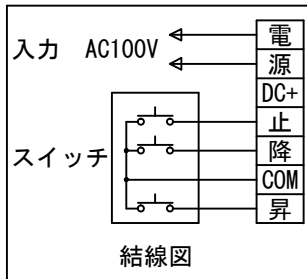 入力 AC100V
スイッチ
電
源
DC+
止
降
COM
昇
結線図